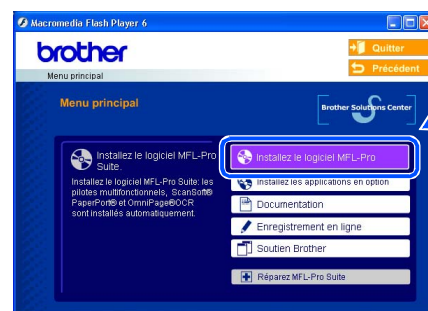 Macromedia Flash Player 6
brother
Quitter
Précédent
Menu principal
Menu principal
Brother Solutions Center
Installez le logiciel MFL-Pro Suite.
Installez le logiciel MFL-Pro Suite: les
pilotes multifonctionnels, ScanSoft®
PaperPort® et OmniPage®OCR
sont installés automatiquement.
Installez le logiciel MFL-Pro
Installez les applications en option
Documentation
Enregistrement en ligne
Soutien Brother
Réparez MFL-Pro Suite